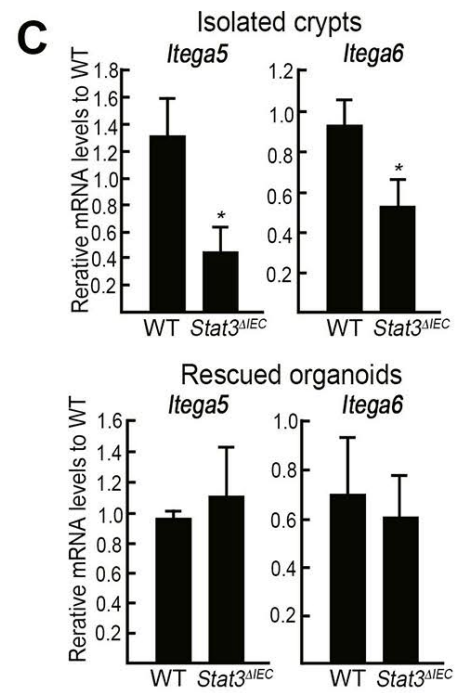 C
Isolated crypts
Itega5
Itega6
Rerative mRNA levels to WT
1.8
1.6
1.4
1.2
1.0
0.8
0.6
0.4
0.2
*
WT Stat3ΔIEC
1.2
1.0
0.8
0.6
0.4
0.2
*
WT Stat3ΔIEC
Rescued organoids
Itega5
Itega6
Rerative mRNA levels to WT
1.6
1.4
1.2
1.0
0.8
0.6
0.4
0.2
WT Stat3ΔIEC
1.0
0.8
0.6
0.4
0.2
WT Stat3ΔIEC